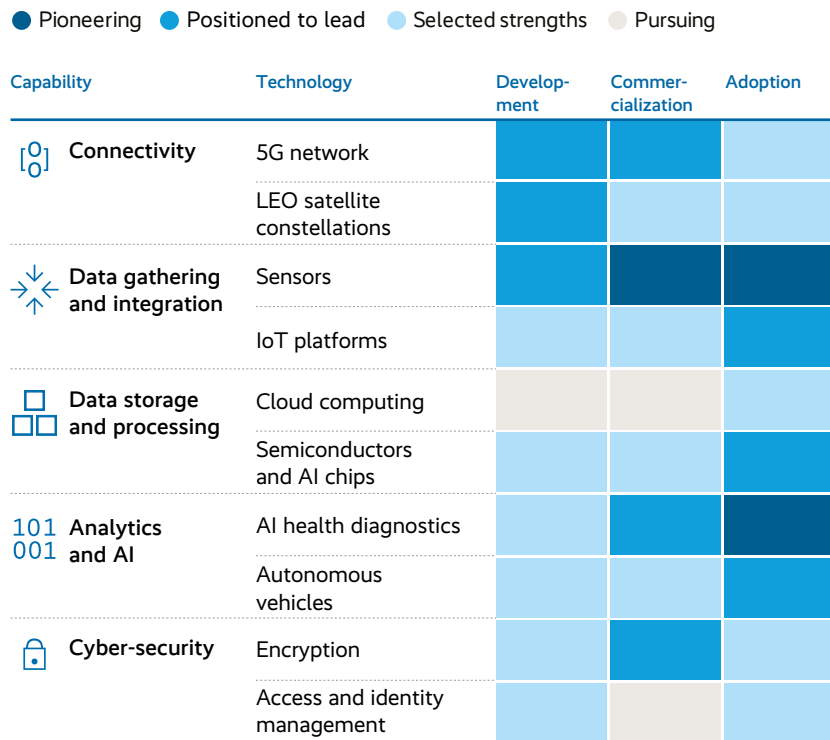 Pioneering Positioned to lead Selected strengths Pursuing
Capability Technology Develop-
ment Commer-
cialization Adoption
Connectivity 5G network
LEO satellite
constellations
Data gathering
and integration Sensors
IoT platforms
Data storage
and processing Cloud computing
Semiconductors
and AI chips
101
001 Analytics
and AI AI health diagnostics
Autonomous
vehicles
Cyber-security Encryption
Access and identity
management